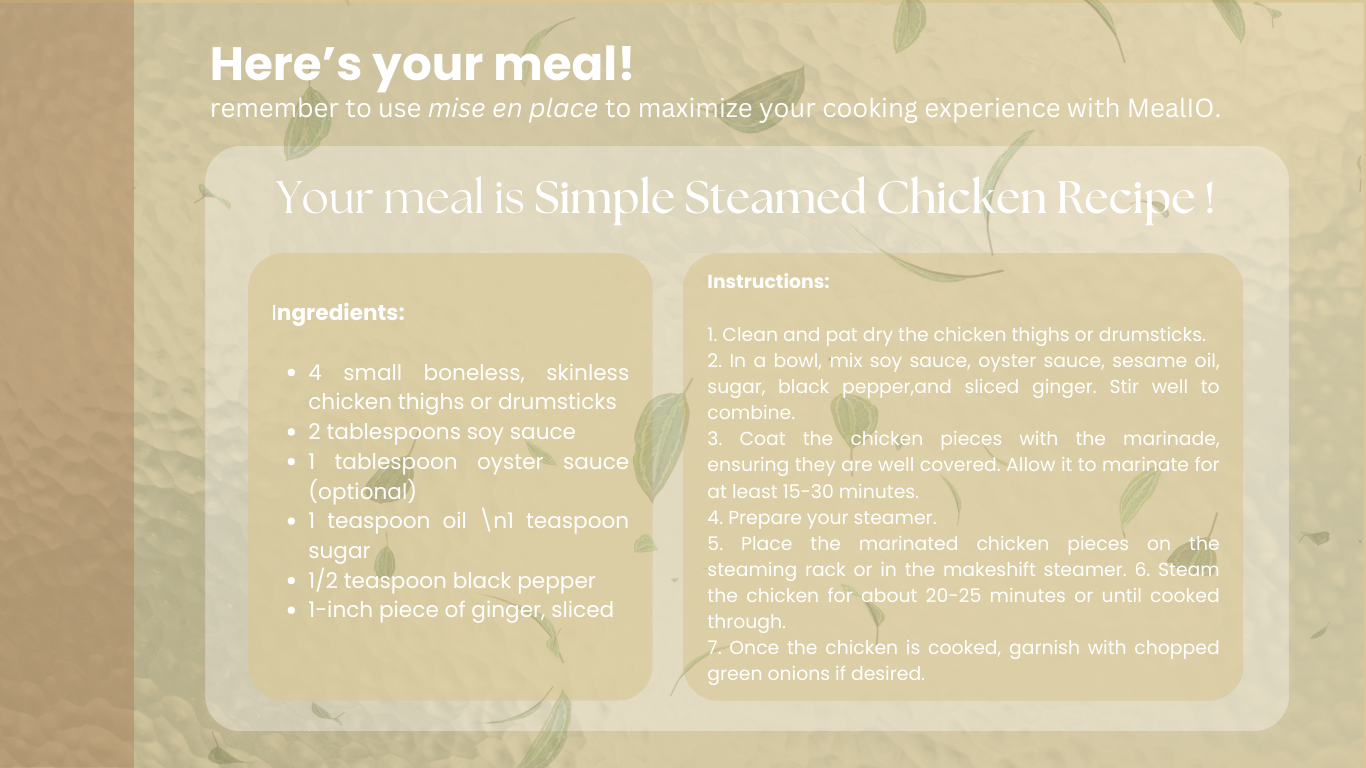 Here’s your meal!
remember to use mise en place to maximize your cooking experience with MealIO.
Your meal is Simple Steamed Chicken Recipe !
Ingredients:
• 4 small boneless, skinless
chicken thighs or drumsticks
• 2 tablespoons soy sauce
• 1 tablespoon oyster sauce
(optional)
• 1 teaspoon oil \n1 teaspoon
sugar
• 1/2 teaspoon black pepper
• 1-inch piece of ginger, sliced
Instructions:
1. Clean and pat dry the chicken thighs or drumsticks.
2. In a bowl, mix soy sauce, oyster sauce, sesame oil,
sugar, black pepper,and sliced ginger. Stir well to
combine.
3. Coat the chicken pieces with the marinade,
ensuring they are well covered. Allow it to marinate for
at least 15-30 minutes.
4. Prepare your steamer.
5. Place the marinated chicken pieces on the
steaming rack or in the makeshift steamer. 6. Steam
the chicken for about 20-25 minutes or until cooked
through.
7. Once the chicken is cooked, garnish with chopped
green onions if desired.